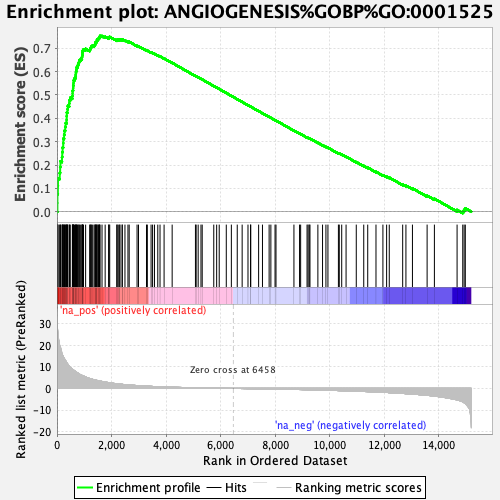 Enrichment plot: ANGIOGENESIS%GOBP%GO:0001525
Enrichment score (ES)
0.7
0.6
0.5
0.4
0.3
0.2
0.1
0.0
'na_pos' (positively correlated)
Ranked list metric (PreRanked)
30
20
10
0
-10
-20
Zero cross at 6458
'na_neg' (negatively correlated)
0 2,000 4,000 6,000 8,000 10,000 12,000 14,000
Rank in Ordered Dataset
Enrichment profile Hits Ranking metric scores